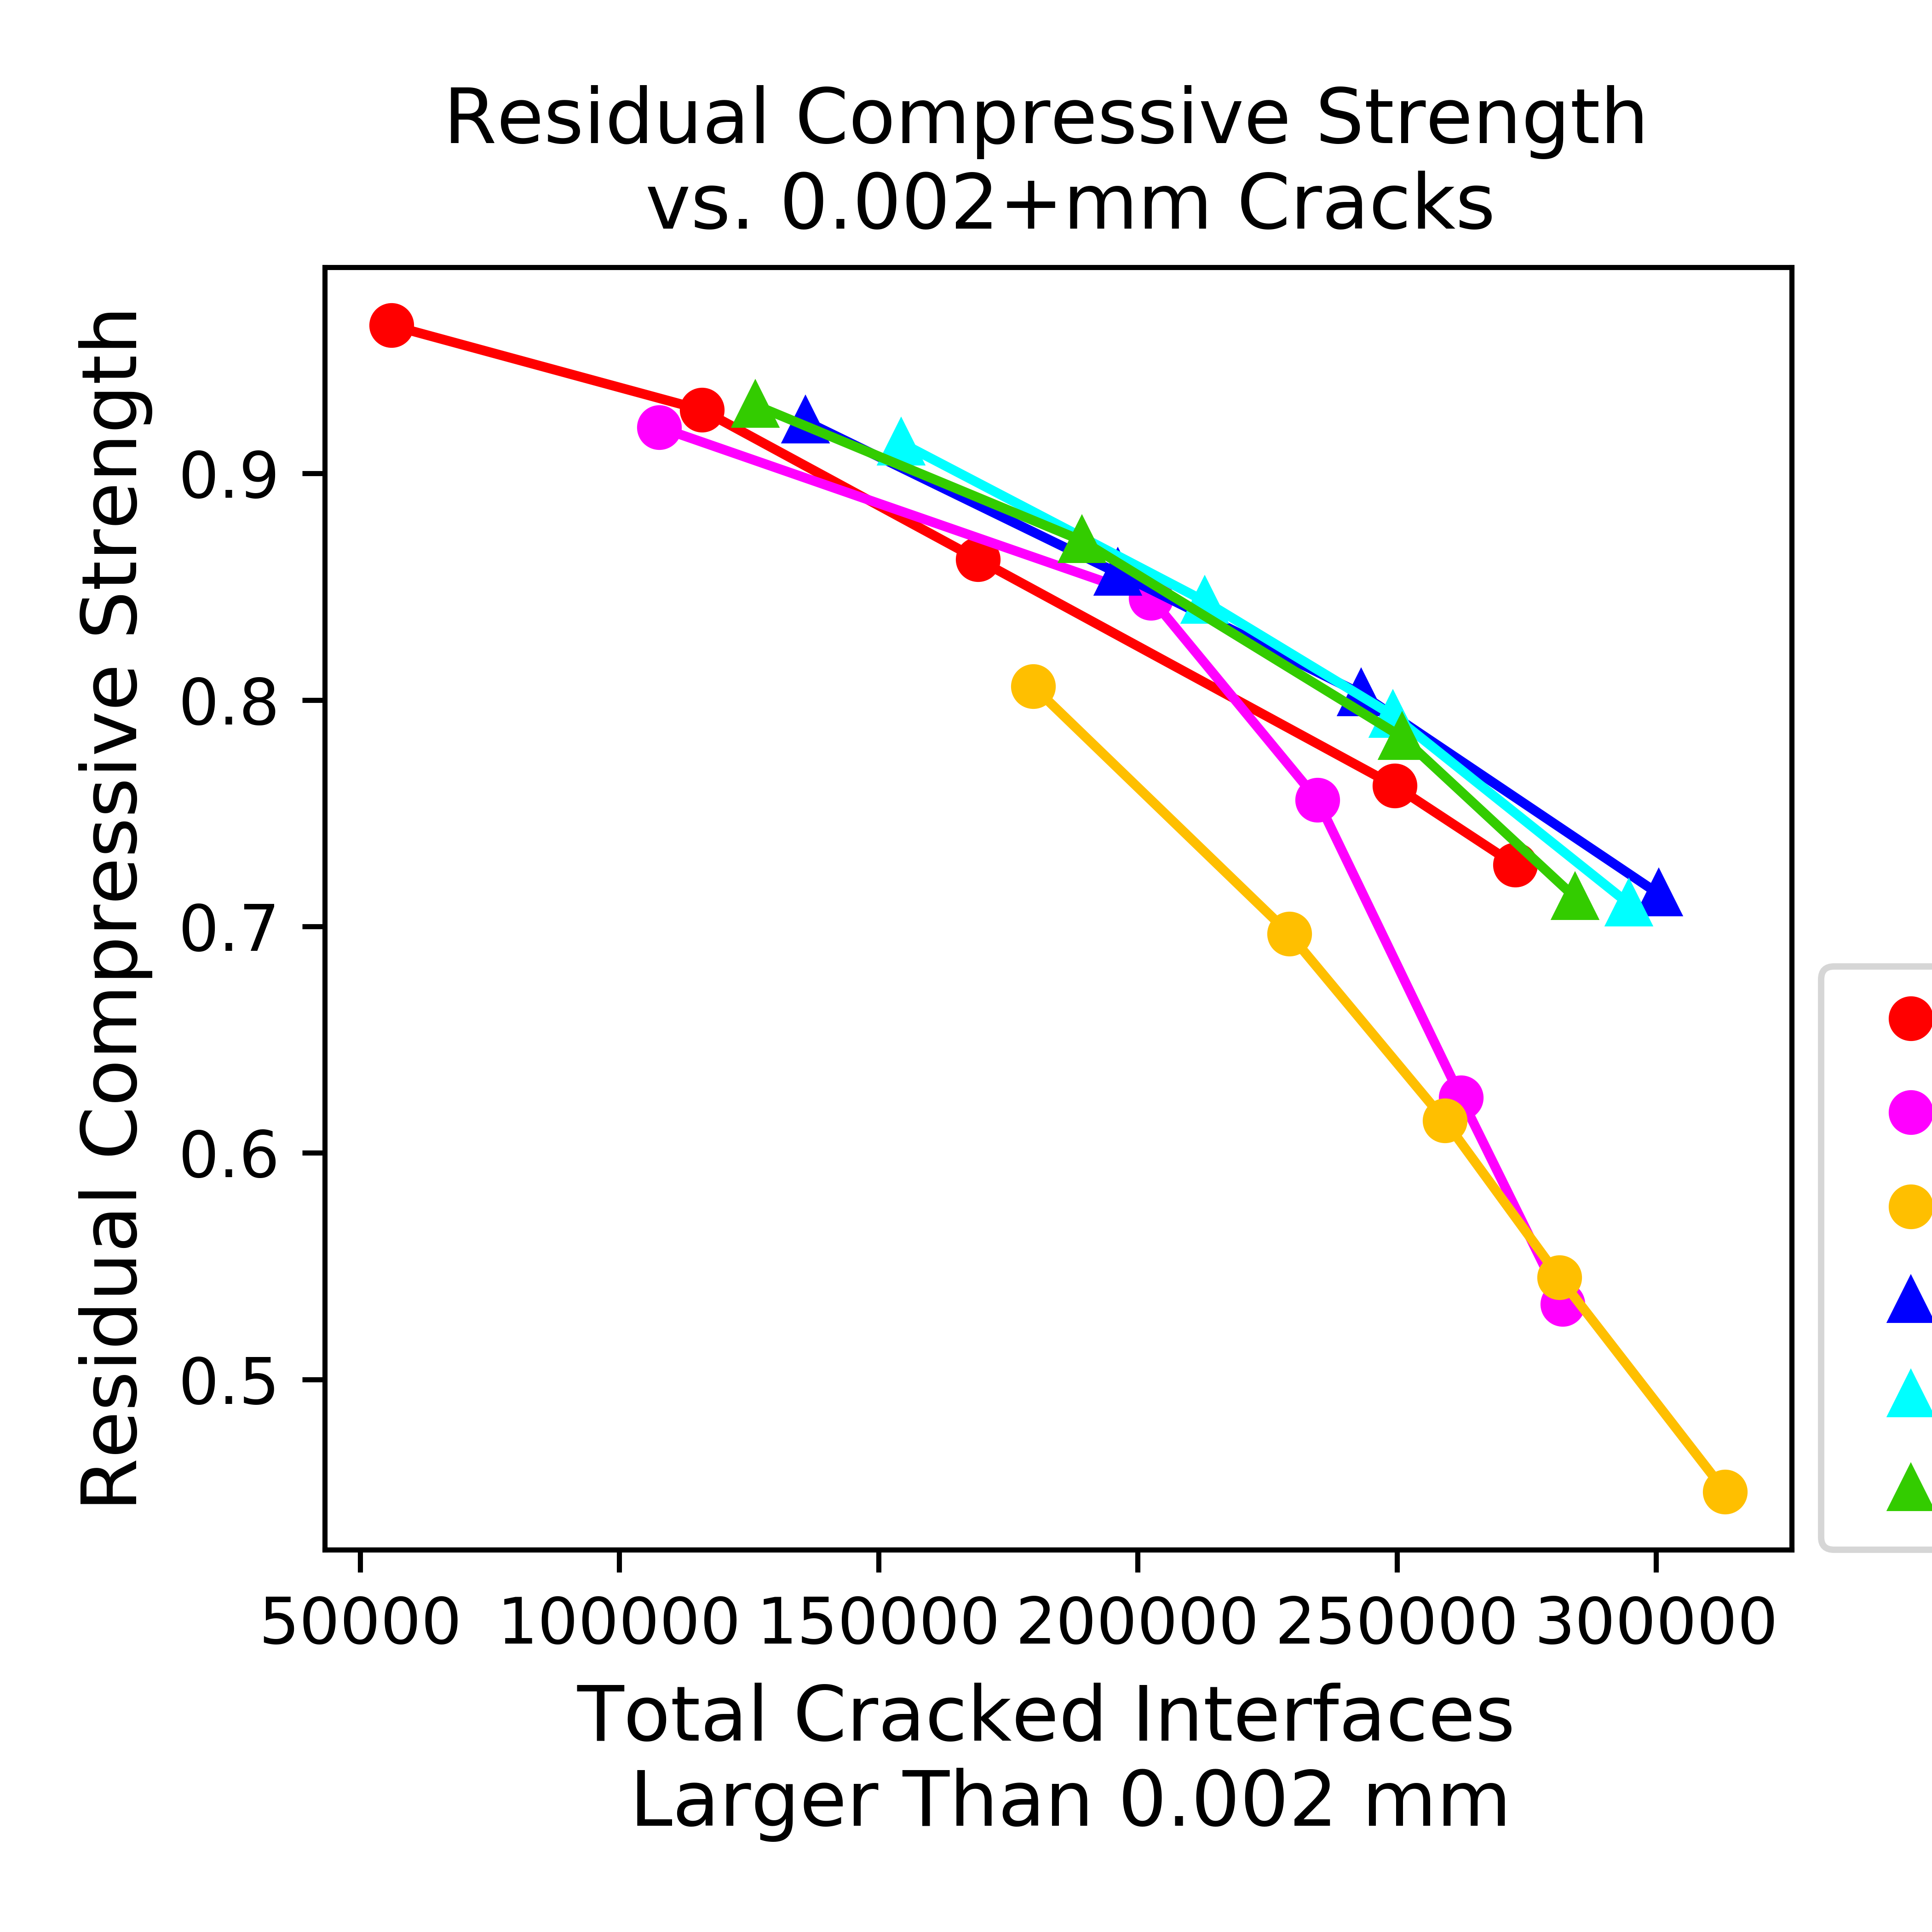 Residual Compressive Strength
vs. 0.002+mm Cracks
Residual Compressive Strength
0.9
0.8
0.7
0.6
0.5
50000 100000 150000 200000 250000 300000
Total Cracked Interfaces
Larger Than 0.002 mm